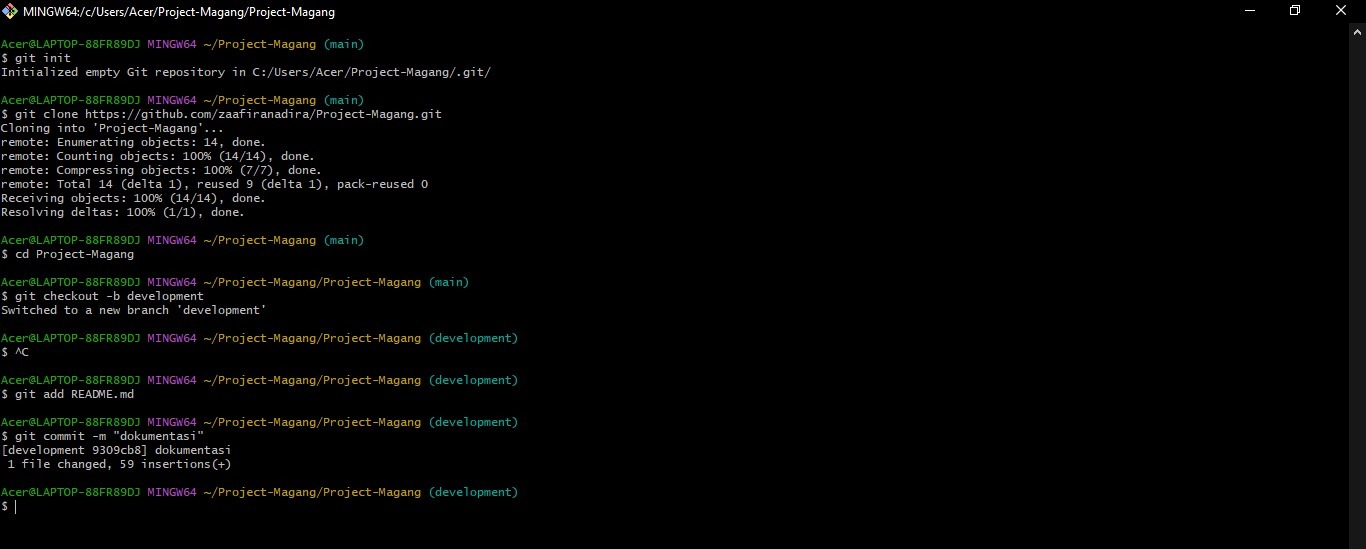 MINGW64:/c/Users/Acer/Project-Magang/Project-Magang
Acer@LAPTOP-88FR89DJ MINGW64 ~/Project-Magang (main)
$ git init
Initialized empty Git repository in C:/Users/Acer/Project-Magang/.git/
Acer@LAPTOP-88FR89DJ MINGW64 ~/Project-Magang (main)
$ git clone https://github.com/zaafiranadira/Project-Magang.git
Cloning into 'Project-Magang'...
remote: Enumerating objects: 14, done.
remote: Counting objects: 100% (14/14), done.
remote: Compressing objects: 100% (7/7), done.
remote: Total 14 (delta 1), reused 9 (delta 1), pack-reused 0
Receiving objects: 100% (14/14), done.
Resolving deltas: 100% (1/1), done.
Acer@LAPTOP-88FR89DJ MINGW64 ~/Project-Magang (main)
$ cd Project-Magang
Acer@LAPTOP-88FR89DJ MINGW64 ~/Project-Magang/Project-Magang (main)
$ git checkout -b development
Switched to a new branch 'development'
Acer@LAPTOP-88FR89DJ MINGW64 ~/Project-Magang/Project-Magang (development)
$ ^C
Acer@LAPTOP-88FR89DJ MINGW64 ~/Project-Magang/Project-Magang (development)
$ git add README.md
Acer@LAPTOP-88FR89DJ MINGW64 ~/Project-Magang/Project-Magang (development)
$ git commit -m "dokumentasi"
[development 9309cb8] dokumentasi
 1 file changed, 59 insertions(+)
Acer@LAPTOP-88FR89DJ MINGW64 ~/Project-Magang/Project-Magang (development)
$